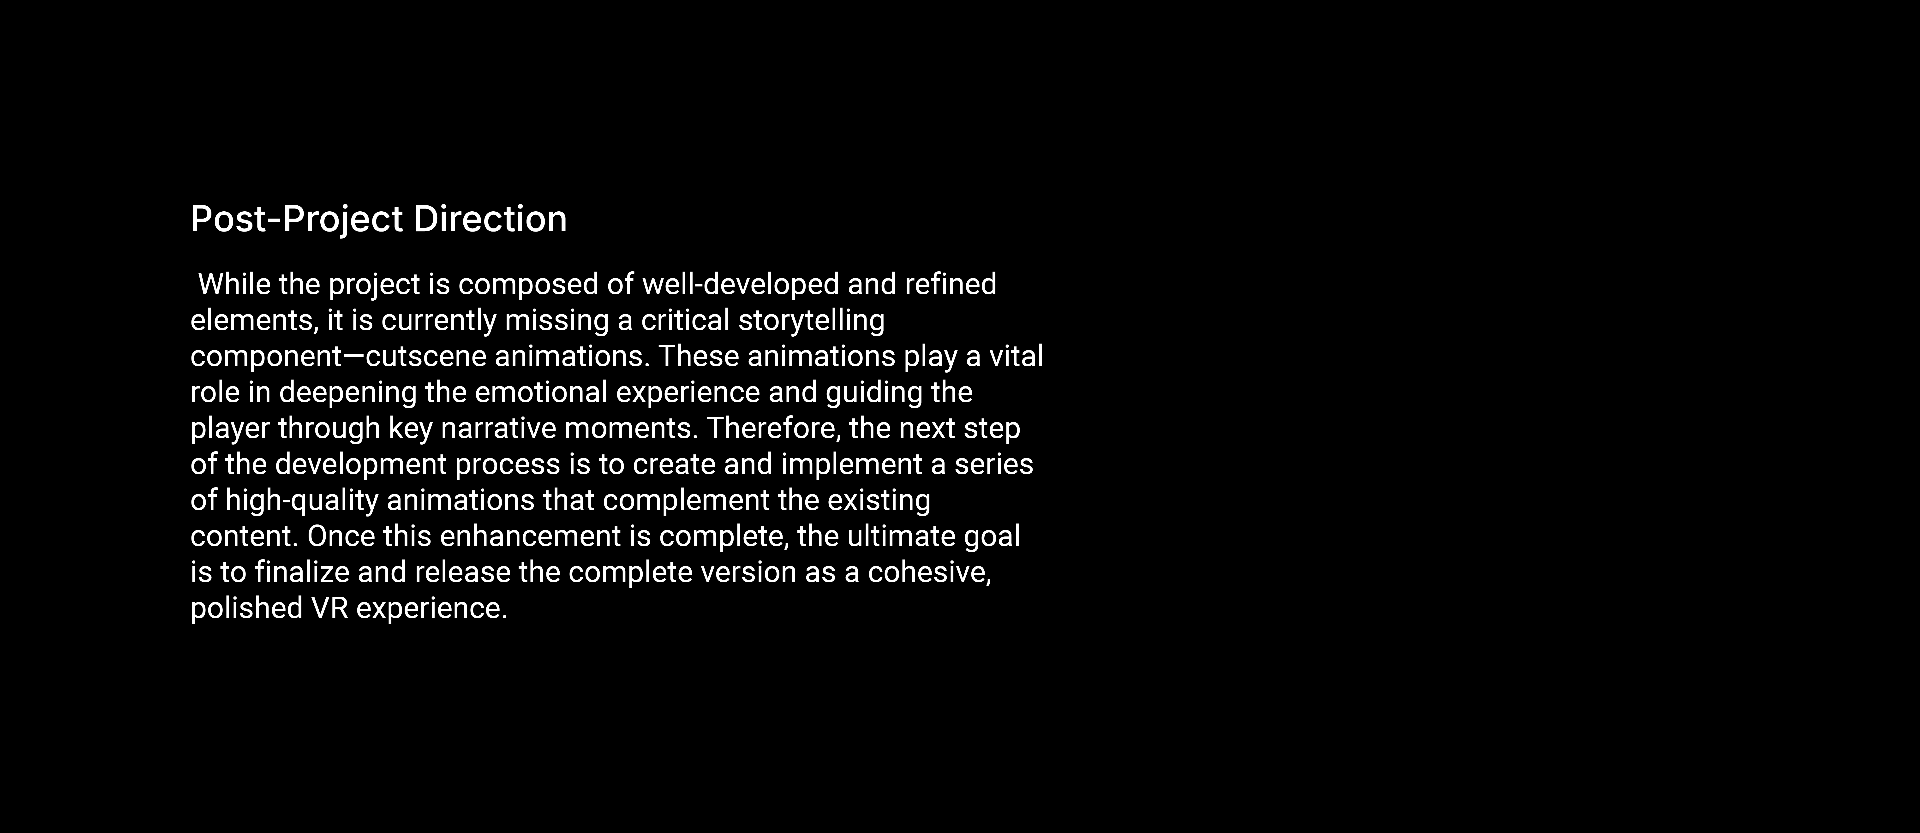 Post-Project Direction
While the project is composed of well-developed and refined
elements, it is currently missing a critical storytelling
component—cutscene animations. These animations play a vital
role in deepening the emotional experience and guiding the
player through key narrative moments. Therefore, the next step
of the development process is to create and implement a series
of high-quality animations that complement the existing
content. Once this enhancement is complete, the ultimate goal
is to finalize and release the complete version as a cohesive,
polished VR experience.